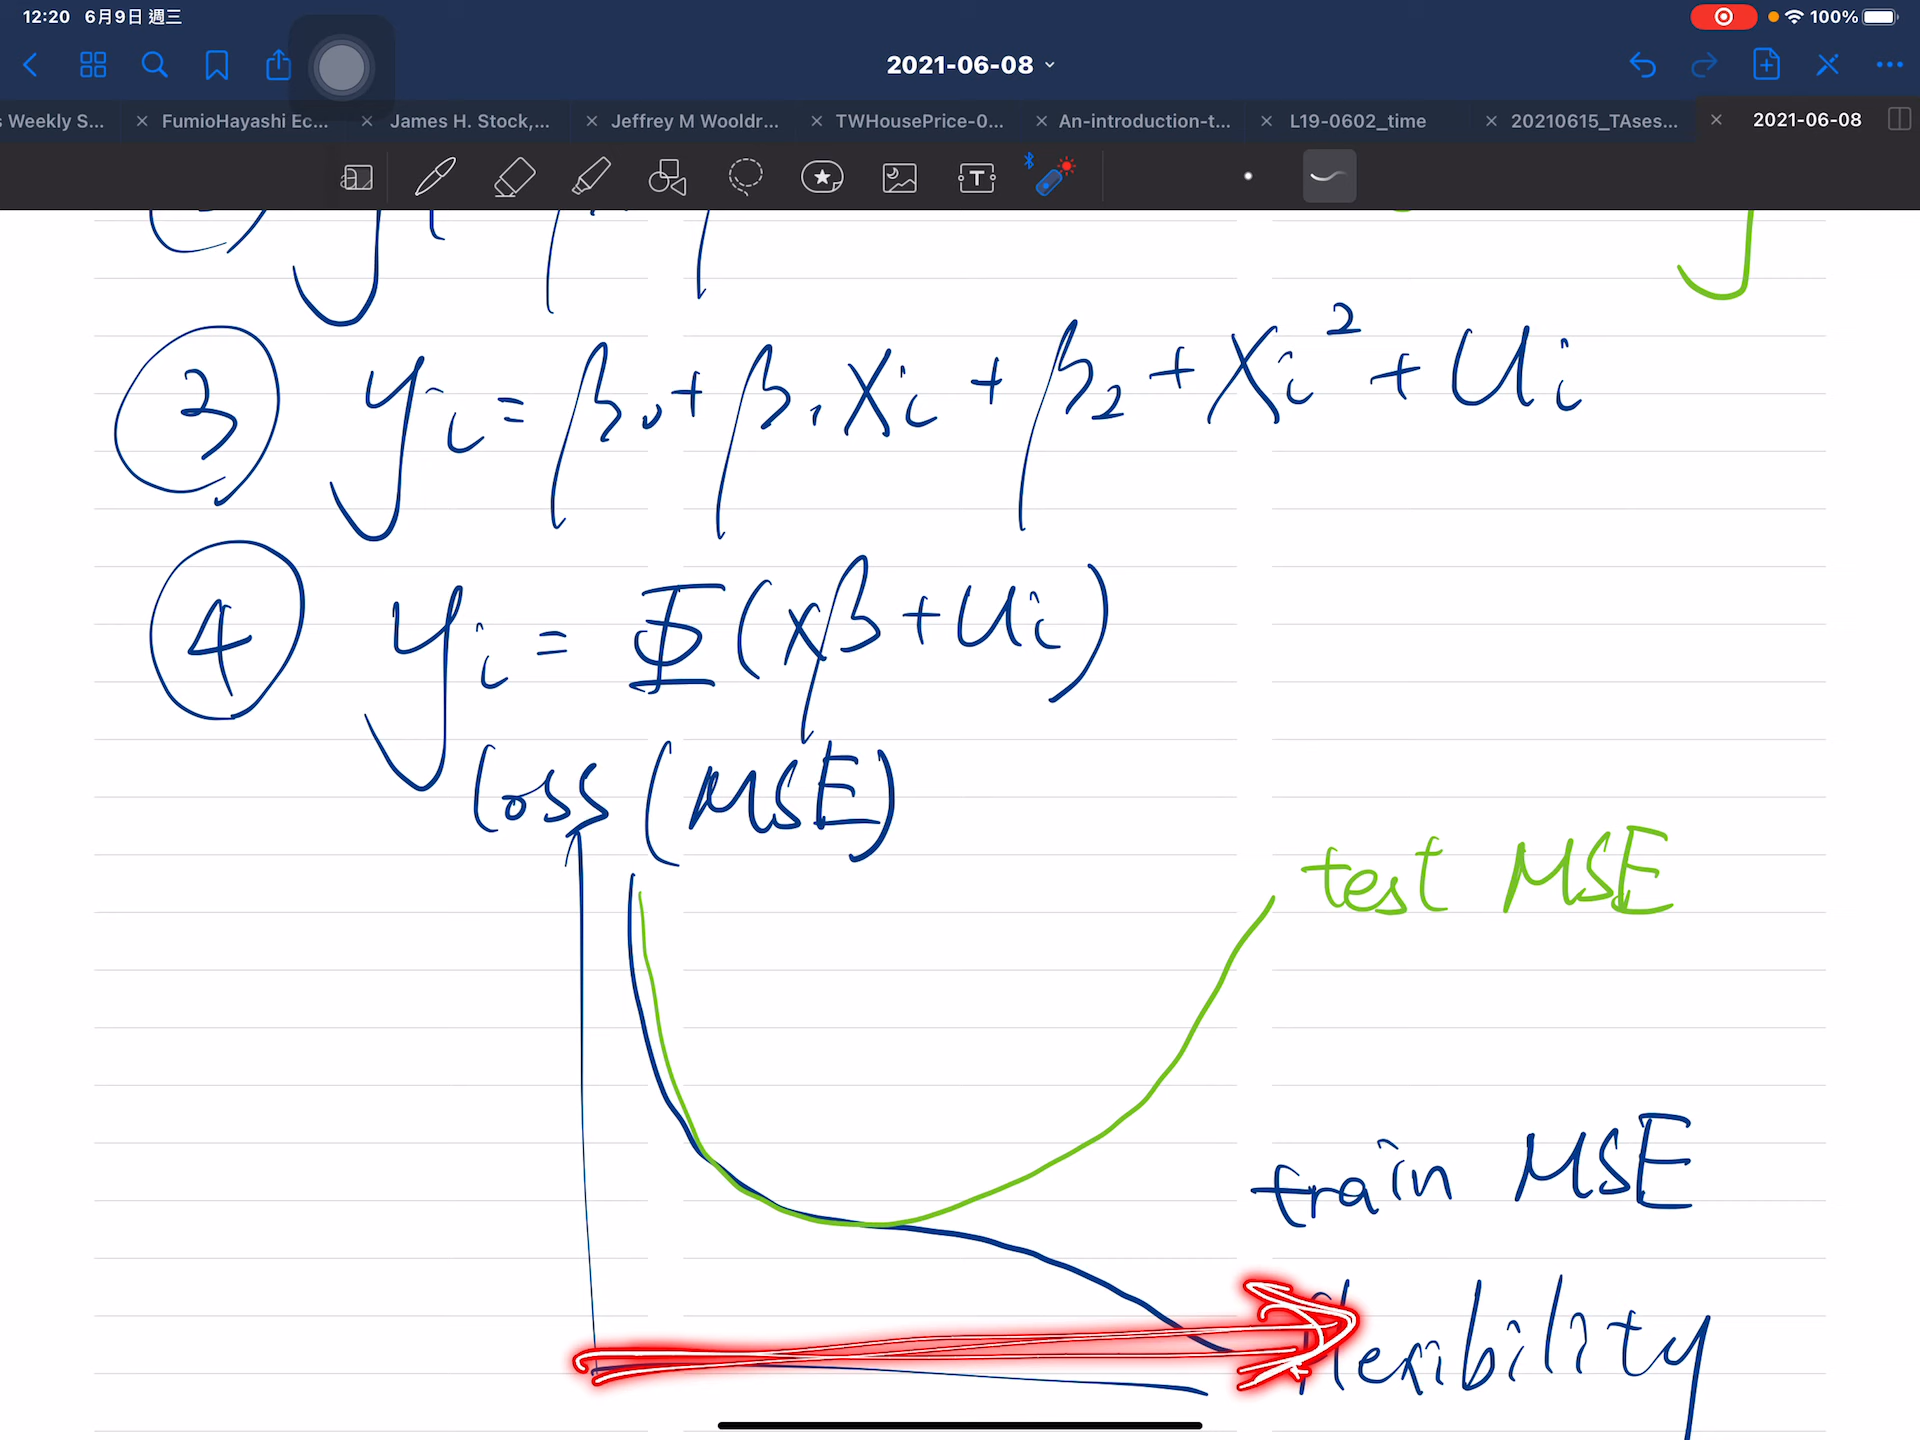 12:20 6月9日 週三
100%
2021-06-08
s Weekly S...
FumioHayashi Ec...
James H. Stock,...
Jeffrey M Wooldr...
TWHousePrice-0...
An-introduction-t...
L19-0602_time
20210615_TAses...
2021-06-08
③ yᵢ = β₀ + β₁ Xᵢ + β₂ + Xᵢ² + Uᵢ
④ yᵢ = Φ(xβ + Uᵢ)
loss (MSE)
test MSE
train MSE
flexibility